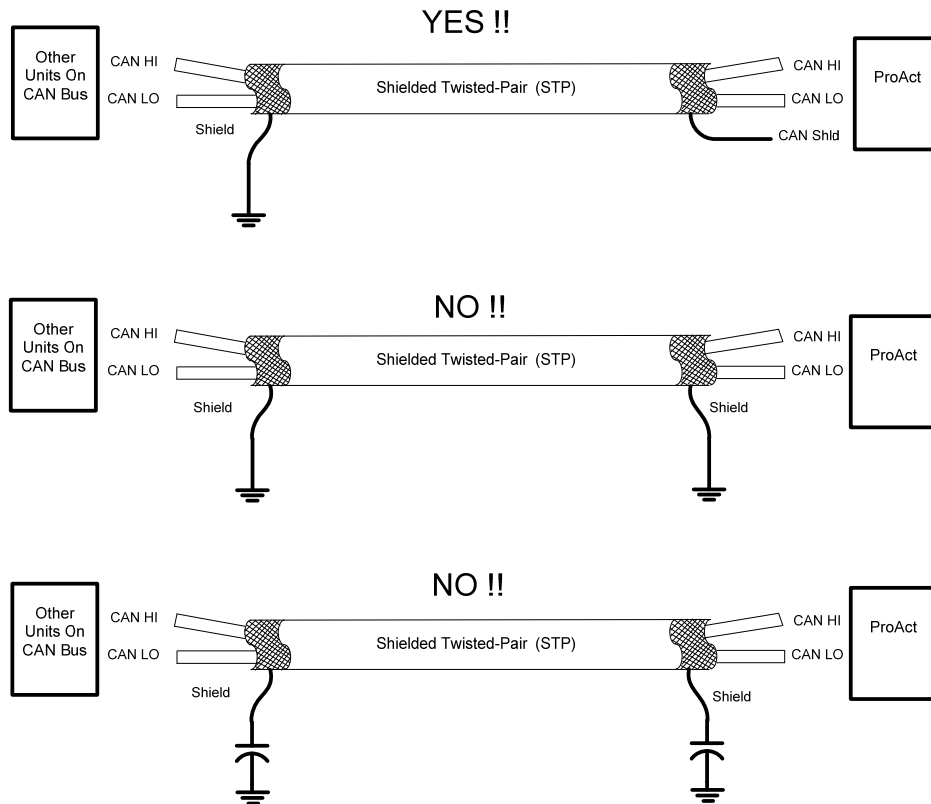 YES !!
Other
Units On
CAN Bus
CAN HI
CAN LO
Shield
Shielded Twisted-Pair (STP)
CAN HI
CAN LO
CAN Shld
ProAct
NO !!
Other
Units On
CAN Bus
CAN HI
CAN LO
Shield
Shielded Twisted-Pair (STP)
CAN HI
CAN LO
Shield
ProAct
NO !!
Other
Units On
CAN Bus
CAN HI
CAN LO
Shield
Shielded Twisted-Pair (STP)
CAN HI
CAN LO
Shield
ProAct